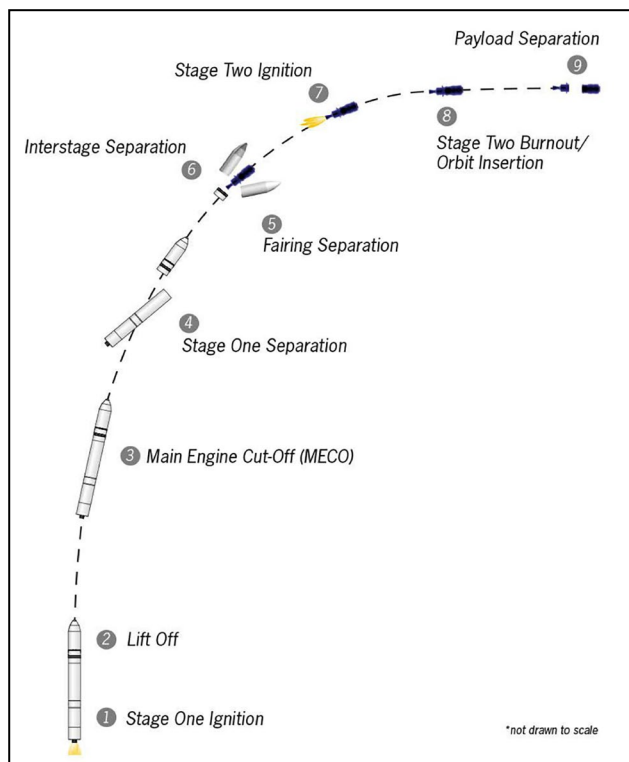 Payload Separation
9
Stage Two Ignition
7
8
Stage Two Burnout/
Orbit Insertion
Interstage Separation
6
5
Fairing Separation
4
Stage One Separation
3 Main Engine Cut-Off (MECO)
2 Lift Off
1 Stage One Ignition
*not drawn to scale